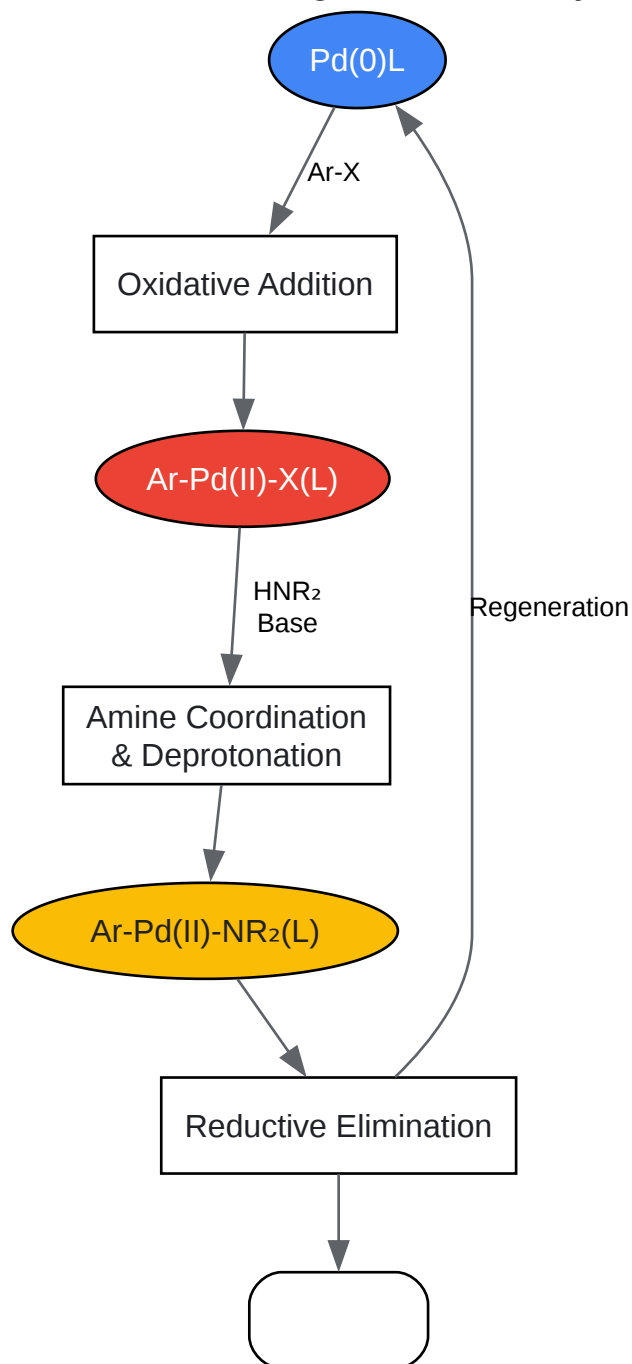 Pd(0)L
Ar-X
Oxidative Addition
Ar-Pd(II)-X(L)
HNR₂
Base
Regeneration
Amine Coordination
& Deprotonation
Ar-Pd(II)-NR₂(L)
Reductive Elimination